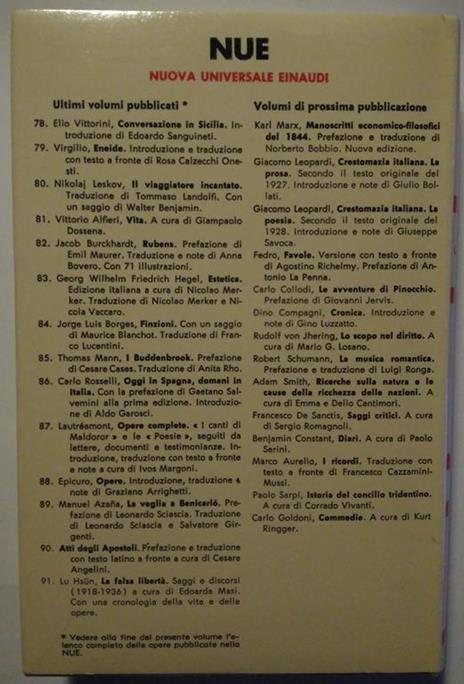 NUE
NUOVA UNIVERSALE EINAUDI
Ultimi volumi pubblicati *
78. Elio Vittorini, Conversazione in Sicilia. In-
troduzione di Edoardo Sanguineti.
79. Virgilio, Eneide. Introduzione e traduzione
con testo a fronte di Rosa Calzecchi One-
sti.
80. Nikolaj Leskov, Il viaggiatore incantato.
Traduzione di Tommaso Landolfi. Con
un saggio di Walter Benjamin.
81. Vittorio Alfieri, Vita. A cura di Giampaolo
Dossena.
82. Jacob Burckhardt, Rubens. Prefazione di
Emil Maurer. Traduzione e note di Anna
Bovero. Con 71 illustrazioni.
83. Georg Wilhelm Friedrich Hegel, Estetica.
Edizione italiana a cura di Nicolao Mer-
ker. Traduzione di Nicolao Merker e Ni-
cola Vaccaro.
84. Jorge Luis Borges, Finzioni. Con un saggio
di Maurice Blanchot. Traduzione di Fran-
co Lucentini.
85. Thomas Mann, I Buddenbrook. Prefazione
di Cesare Cases. Traduzione di Anita Rho.
86. Carlo Rosselli, Oggi in Spagna, domani in
Italia. Con la prefazione di Gaetano Sal-
vemini alla prima edizione. Introduzio-
ne di Aldo Garosci.
87. Lautréamont, Opere complete. « I canti di
Maldoror » e le « Poesie », seguiti da
lettere, documenti e testimonianze. In-
troduzione, traduzione con testo a fronte
e note a cura di Ivos Margoni.
88. Epicuro, Opere. Introduzione, traduzione e
note di Graziano Arrighetti.
89. Manuel Azaña, La veglia a Benicarló. Pre-
fazione di Leonardo Sciascia. Traduzione
di Leonardo Sciascia e Salvatore Gir-
genti.
90. Atti degli Apostoli. Prefazione e traduzione
con testo latino a fronte a cura di Cesare
Angelini.
91. Lu Hsün, La falsa libertà. Saggi e discorsi
(1918-1936) a cura di Edoarda Masi.
Con una cronologia della vita e delle
opere.
* Vedere alla fine del presente volume l'e-
lenco completo delle opere pubblicate nella
NUE.
Volumi di prossima pubblicazione
Karl Marx, Manoscritti economico-filosofici
del 1844. Prefazione e traduzione di
Norberto Bobbio. Nuova edizione.
Giacomo Leopardi, Crestomazia italiana. La
prosa. Secondo il testo originale del
1927. Introduzione e note di Giulio Bol-
lati.
Giacomo Leopardi, Crestomazia italiana. La
poesia. Secondo il testo originale del
1928. Introduzione e note di Giuseppe
Savoca.
Fedro, Favole. Versione con testo a fronte
di Agostino Richelmy. Prefazione di An-
tonio La Penna.
Carlo Collodi, Le avventure di Pinocchio.
Prefazione di Giovanni Jervis.
Dino Compagni, Cronica. Introduzione e
note di Gino Luzzatto.
Rudolf von Jhering, Lo scopo nel diritto. A
cura di Mario G. Losano.
Robert Schumann, La musica romantica.
Prefazione e traduzione di Luigi Ronga.
Adam Smith, Ricerche sulla natura e le
cause della ricchezza delle nazioni. A
cura di Emma e Delio Cantimori.
Francesco De Sanctis, Saggi critici. A cura
di Sergio Romagnoli.
Benjamin Constant, Diari. A cura di Paolo
Serini.
Marco Aurelio, I ricordi. Traduzione con
testo a fronte di Francesco Cazzamini-
Mussi.
Paolo Sarpi, Istoria del concilio tridentino.
A cura di Corrado Vivanti.
Carlo Goldoni, Commedie. A cura di Kurt
Ringger.